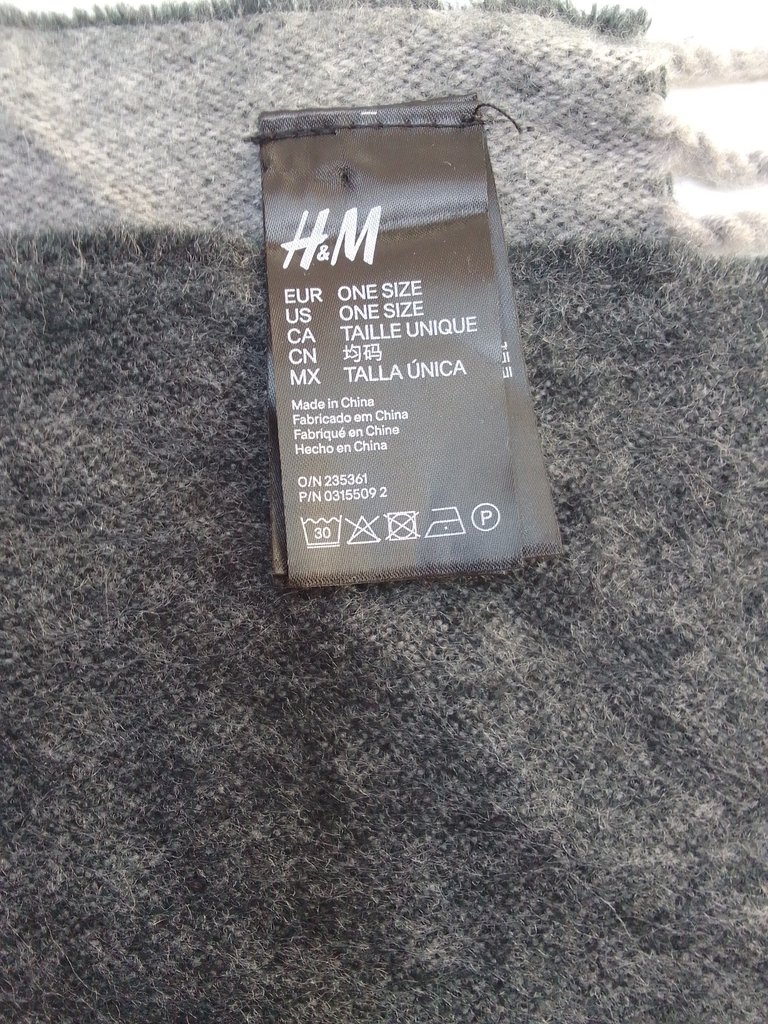 H&M
EUR ONE SIZE
US ONE SIZE
CA TAILLE UNIQUE
CN 均码
MX TALLA ÚNICA
Made in China
Fabricado em China
Fabriqué en Chine
Hecho en China
O/N 235361
P/N 0315509 2
30
P